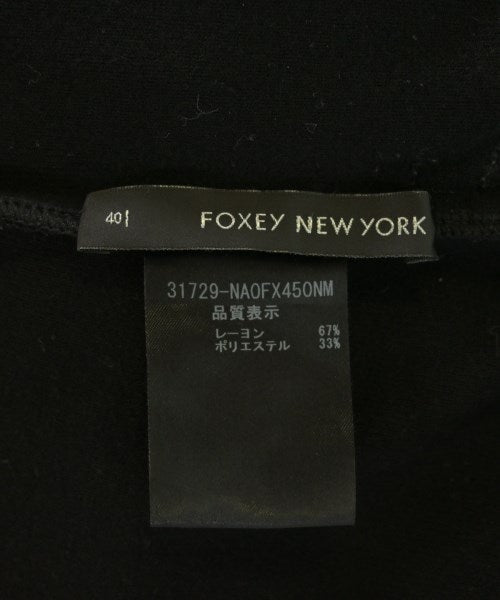 40
FOXEY NEW YORK
31729-NA0FX450NM
品質表示
レーヨン 67%
ポリエステル 33%